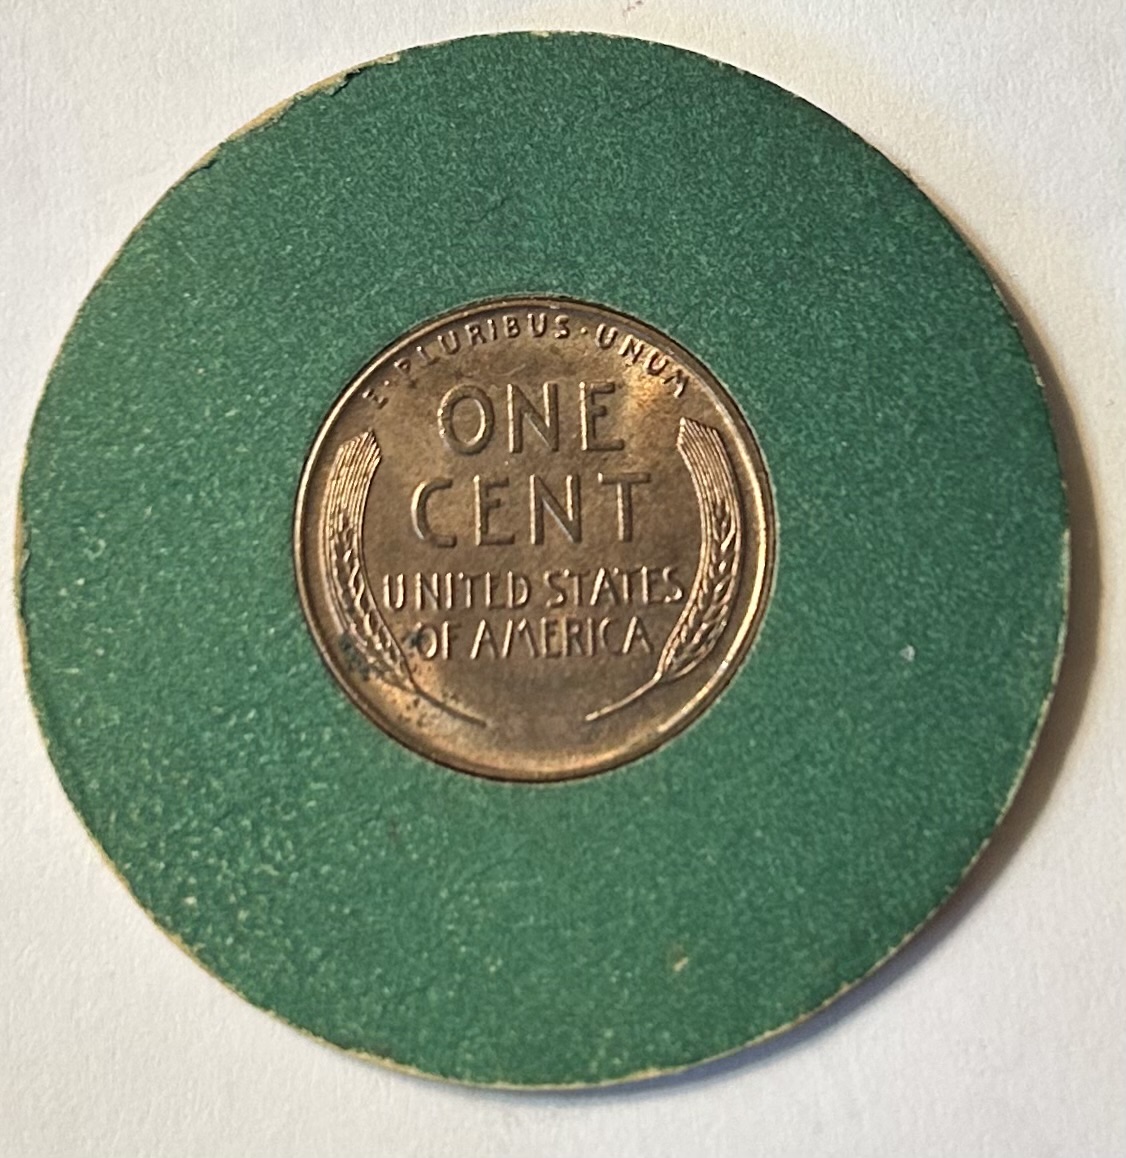 E·PLURIBUS·UNUM
ONE
CENT
UNITED STATES
OF AMERICA